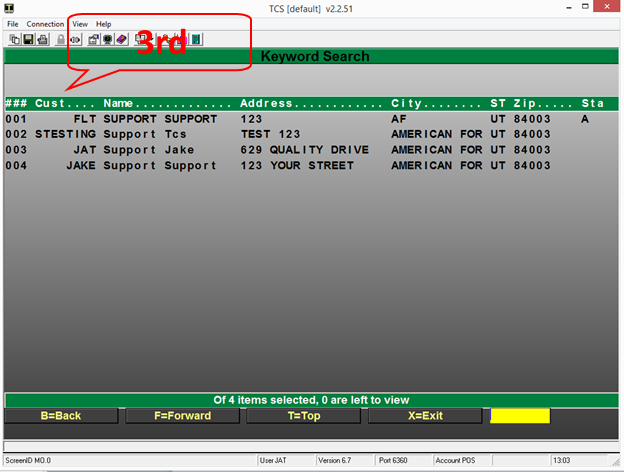 TCS [default] v2.2.51
File Connection View Help
3rd
Keyword Search
### Cust.... Name............. Address............ City........ ST Zip...... Sta
001 FLT SUPPORT SUPPORT 123 AF UT 84003 A
002 STESTING Support Tcs TEST 123 AMERICAN FOR UT 84003
003 JAT Support Jake 629 QUALITY DRIVE AMERICAN FOR UT 84003
004 JAKE Support Support 123 YOUR STREET AMERICAN FOR UT 84003
Of 4 items selected, 0 are left to view
B=Back F=Forward T=Top X=Exit
ScreenID MO.0 User JAT Version 6.7 Port 6360 Account POS 13:03